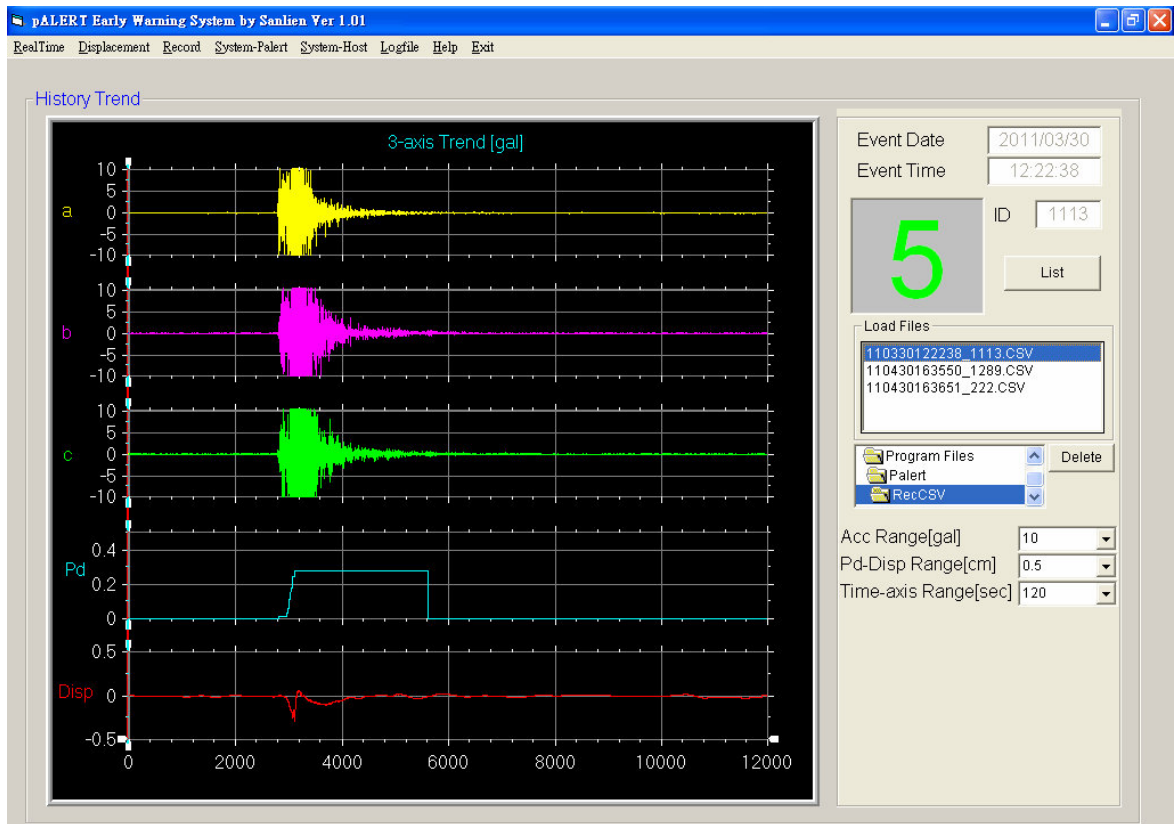 pALERT Early Warning System by Sanlien Ver 1.01
RealTime Displacement Record System-Palert System-Host Logfile Help Exit
History Trend
3-axis Trend [gal]
10
5
a 0
-5
-10
10
5
b 0
-5
-10
10
5
c 0
-5
-10
0.4
Pd
0.2
0
0.5
Disp 0
-0.5
0 2000 4000 6000 8000 10000 12000
Event Date 2011/03/30
Event Time 12:22:38
5
ID 1113
List
Load Files
110330122238_1113.CSV
110430163550_1289.CSV
110430163651_222.CSV
Program Files
Palert
RecCSV
Delete
Acc Range[gal] 10
Pd-Disp Range[cm] 0.5
Time-axis Range[sec] 120